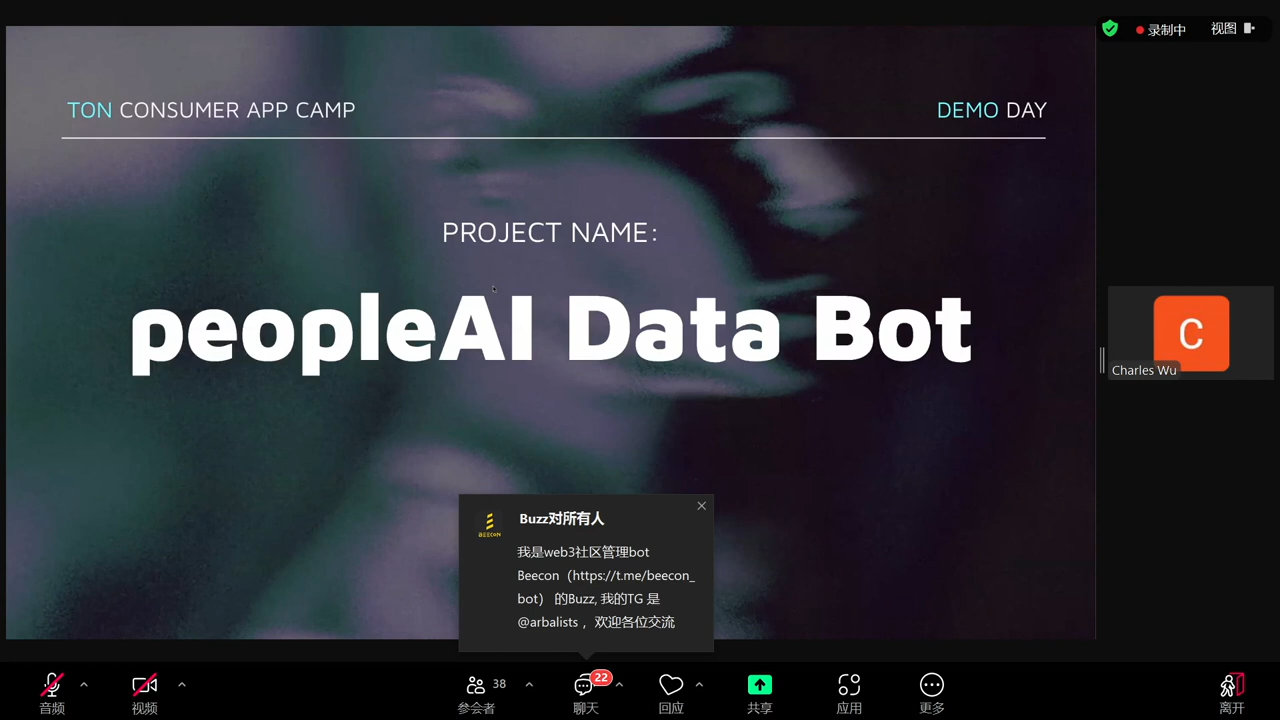 录制中
视图
TON CONSUMER APP CAMP
DEMO DAY
PROJECT NAME:
peopleAI Data Bot
C
Charles Wu
Buzz对所有人
BEECON
我是web3社区管理bot
Beecon（https://t.me/beecon_
bot） 的Buzz, 我的TG 是
@arbalists ，欢迎各位交流
音频
视频
38
参会者
22
聊天
回应
共享
应用
更多
离开